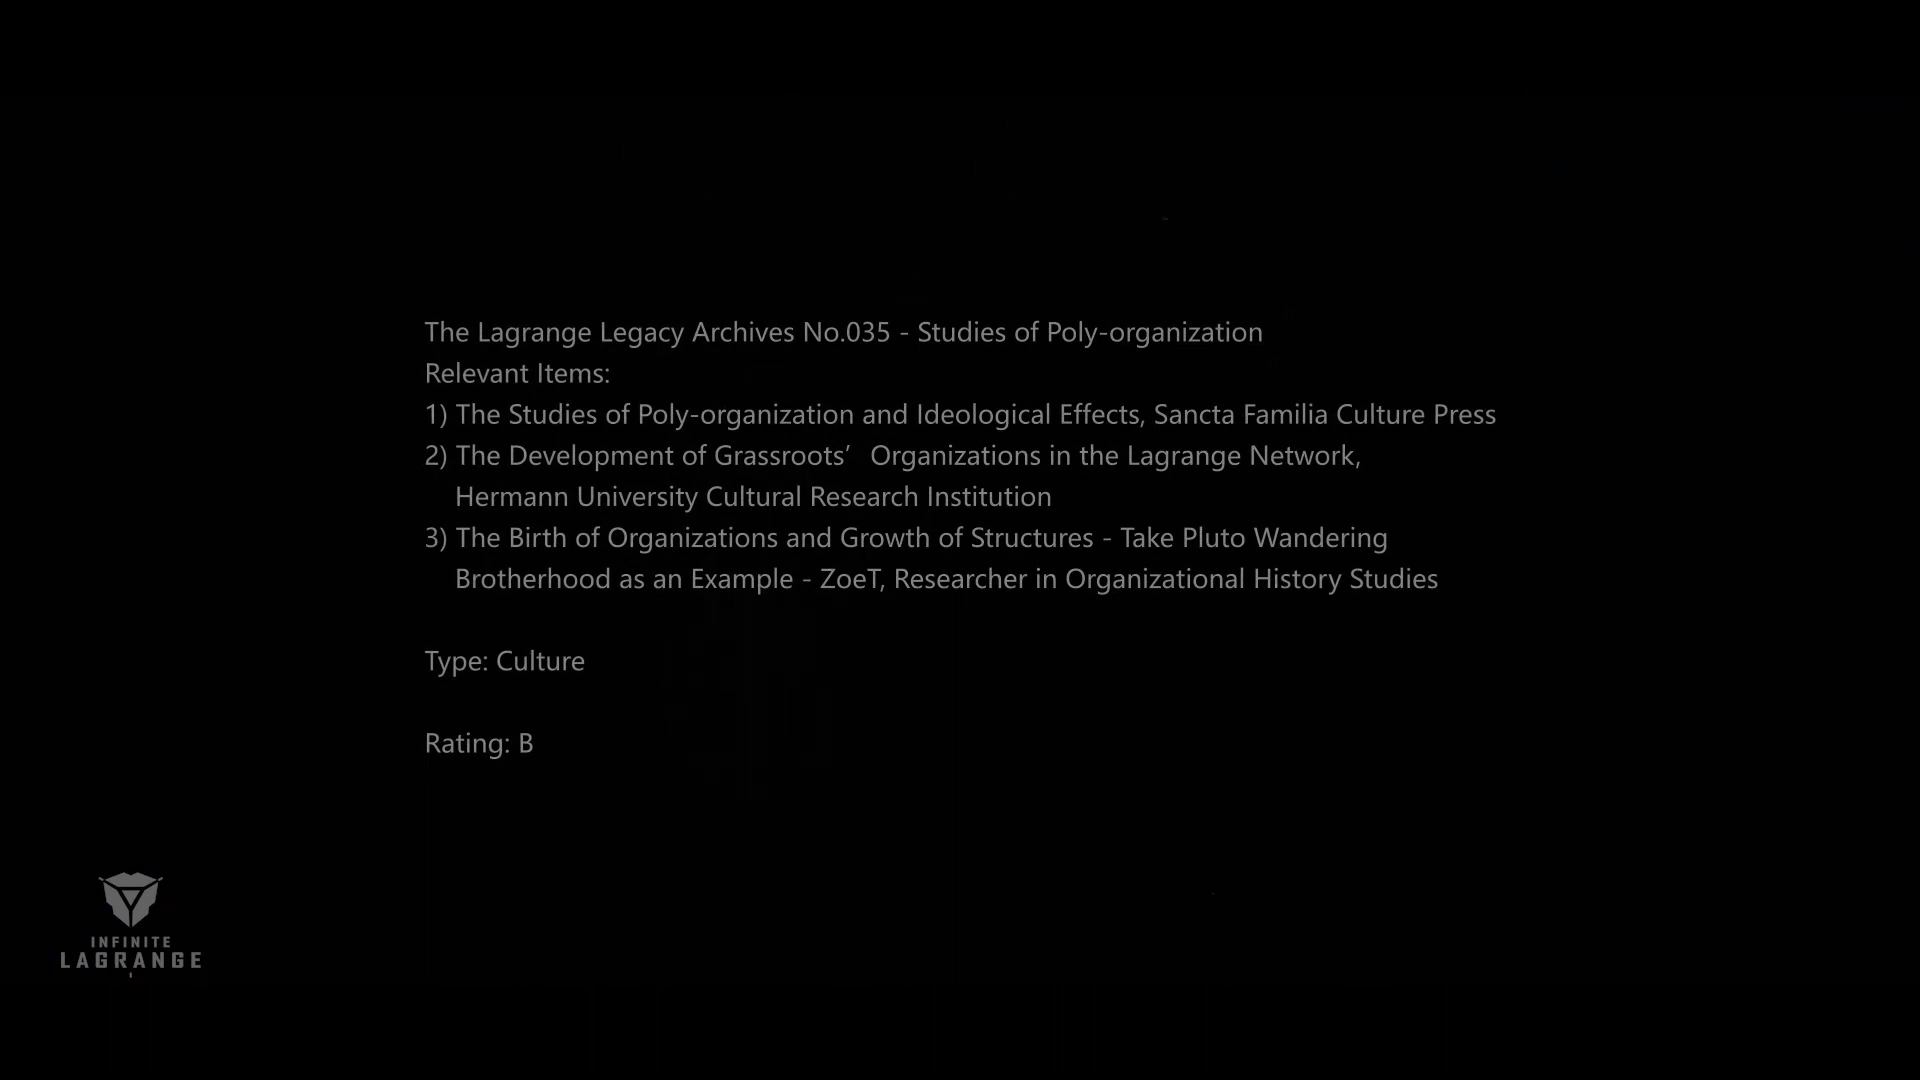 The Lagrange Legacy Archives No.035 - Studies of Poly-organization
Relevant Items:
1) The Studies of Poly-organization and Ideological Effects, Sancta Familia Culture Press
2) The Development of Grassroots’ Organizations in the Lagrange Network,
Hermann University Cultural Research Institution
3) The Birth of Organizations and Growth of Structures - Take Pluto Wandering
Brotherhood as an Example - ZoeT, Researcher in Organizational History Studies
Type: Culture
Rating: B
INFINITE
LAGRANGE